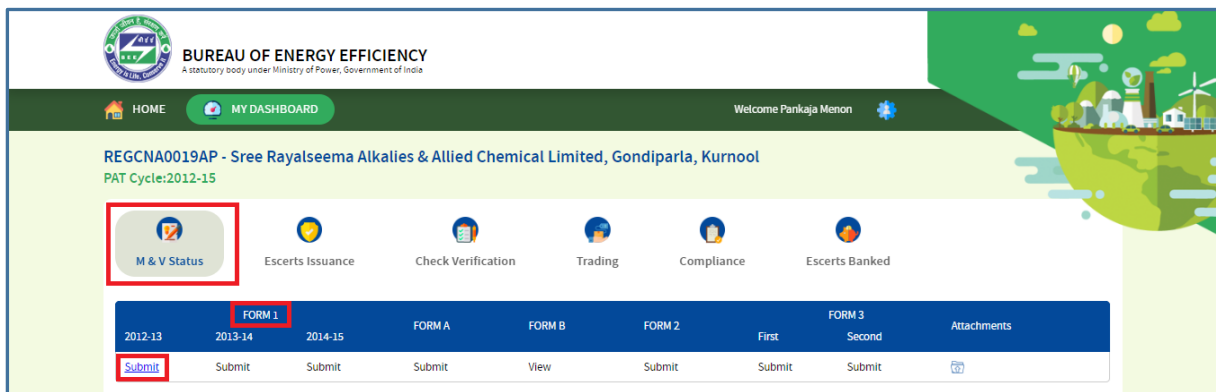 BUREAU OF ENERGY EFFICIENCY
A statutory body under Ministry of Power, Government of India
HOME MY DASHBOARD Welcome Pankaja Menon
REGCNA0019AP - Sree Rayalseema Alkalies & Allied Chemical Limited, Gondiparla, Kurnool
PAT Cycle:2012-15
M & V Status Escerts Issuance Check Verification Trading Compliance Escerts Banked
FORM 1 FORM A FORM B FORM 2 FORM 3 Attachments
2012-13 2013-14 2014-15 First Second
Submit Submit Submit Submit View Submit Submit Submit